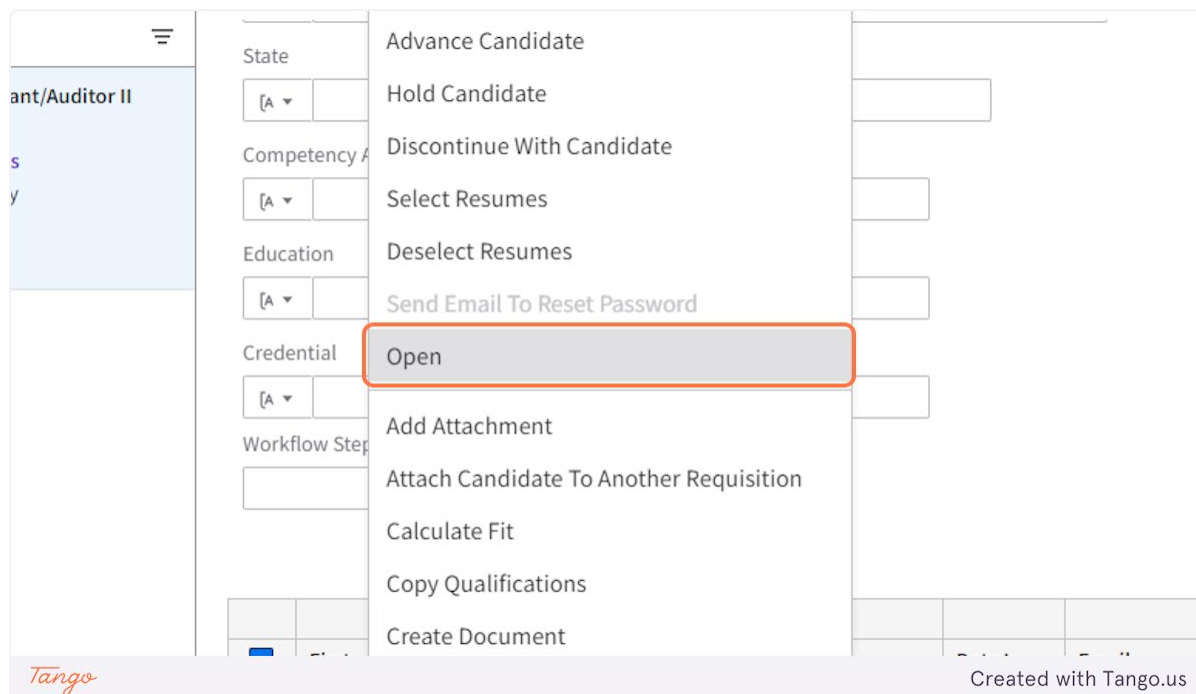 Advance Candidate
State
ant/Auditor II
[A
Hold Candidate
Discontinue With Candidate
Competency A
s
y
[A
Select Resumes
Education
Deselect Resumes
[A
Send Email To Reset Password
Credential
Open
[A
Add Attachment
Workflow Step
Attach Candidate To Another Requisition
Calculate Fit
Copy Qualifications
Create Document
Tango
Created with Tango.us